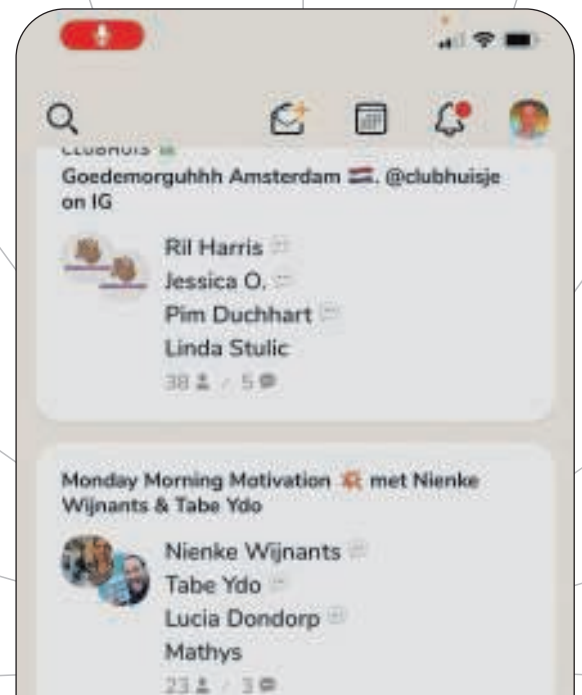 CLUBHUIS
Goedemorguhhh Amsterdam 🇳🇱. @clubhuisje
on IG
Ril Harris
Jessica O.
Pim Duchhart
Linda Stulic
38 / 5
Monday Morning Motivation 💥 met Nienke
Wijnants & Tabe Ydo
Nienke Wijnants
Tabe Ydo
Lucia Dondorp
Mathys
23 / 3